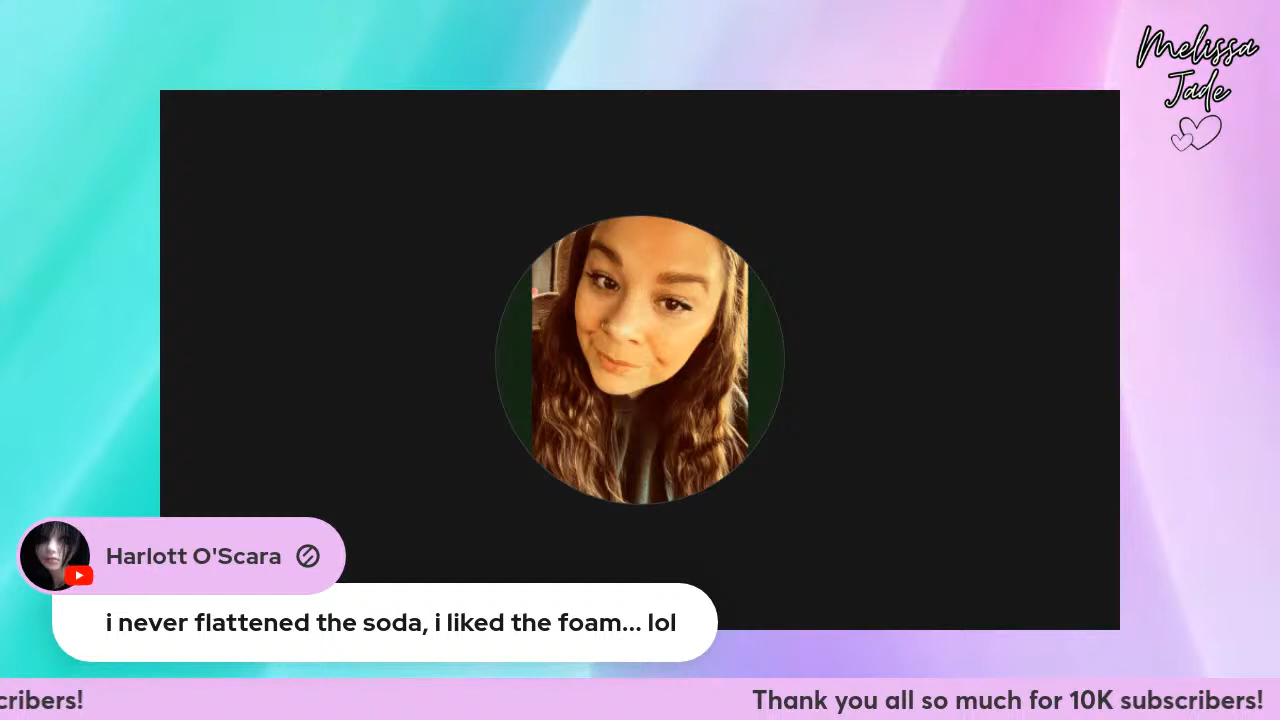 Melissa
Jade
Harlott O'Scara
i never flattened the soda, i liked the foam... lol
cribers!
Thank you all so much for 10K subscribers!